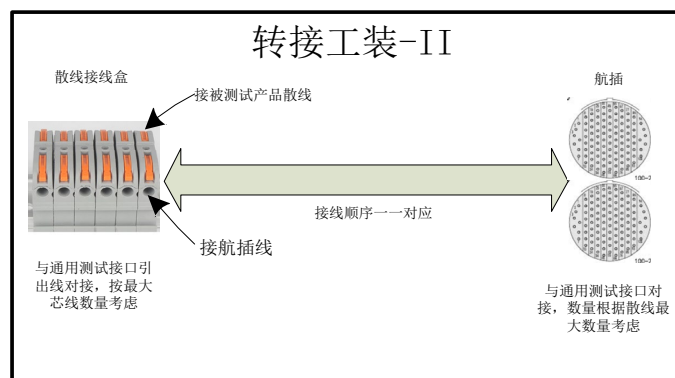 转接工装-II
散线接线盒
航插
接被测试产品散线
106-2
接线顺序一一对应
106-2
接航插线
与通用测试接口引
出线对接，按最大
芯线数量考虑
与通用测试接口对
接，数量根据散线最
大数量考虑